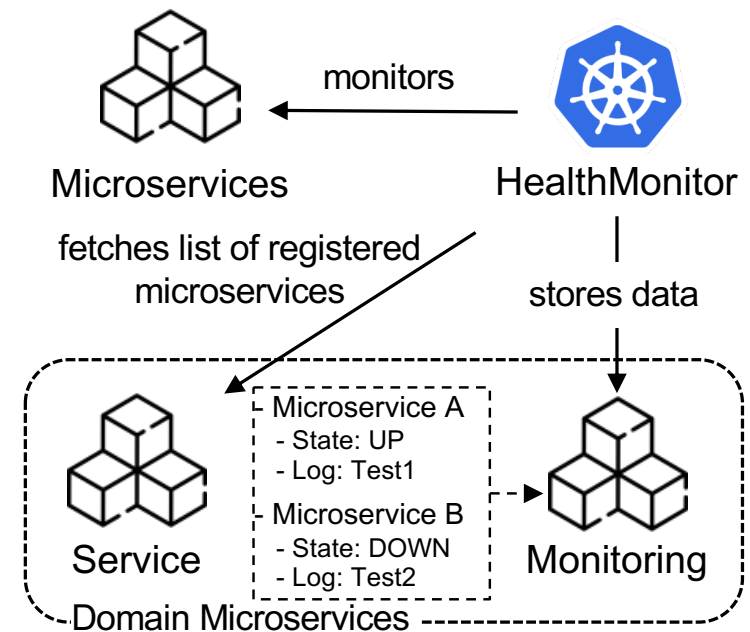 monitors
Microservices
HealthMonitor
fetches list of registered
microservices
stores data
- Microservice A
- State: UP
- Log: Test1
- Microservice B
- State: DOWN
- Log: Test2
Service
Monitoring
Domain Microservices